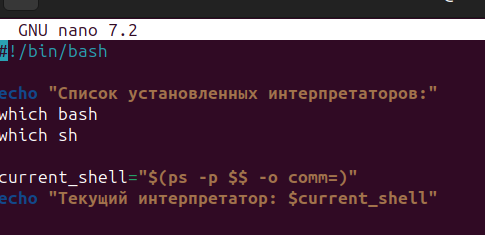 GNU nano 7.2
#!/bin/bash
echo "Список установленных интерпретаторов:"
which bash
which sh
current_shell="$(ps -p $$ -o comm=)"
echo "Текущий интерпретатор: $current_shell"